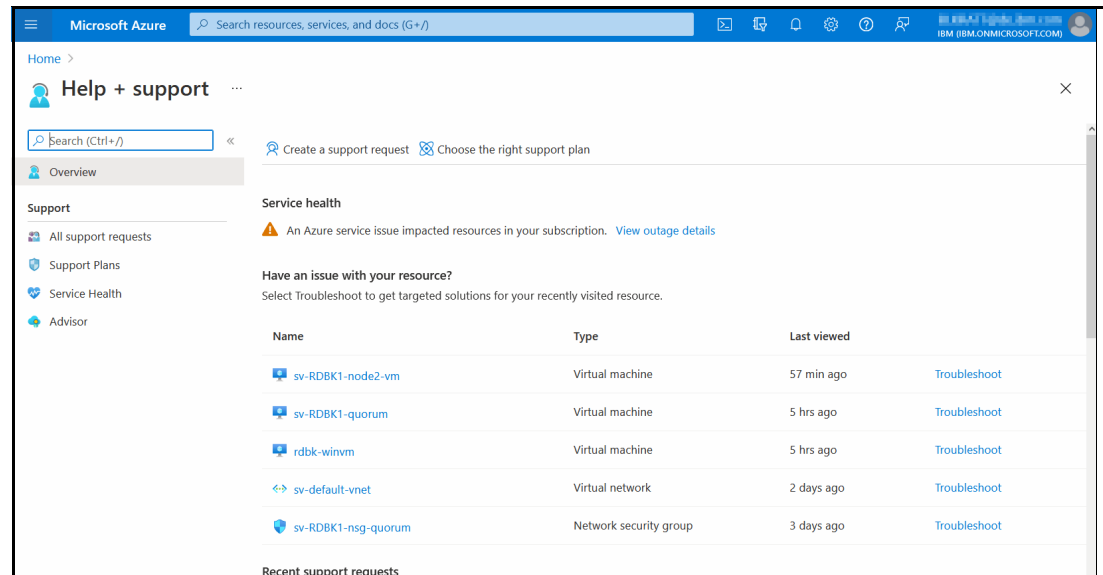 Microsoft Azure
Search resources, services, and docs (G+/)
IBM (IBM.ONMICROSOFT.COM)
Home >
Help + support ...
Search (Ctrl+/)
«
Overview
Support
All support requests
Support Plans
Service Health
Advisor
Create a support request Choose the right support plan
Service health
An Azure service issue impacted resources in your subscription. View outage details
Have an issue with your resource?
Select Troubleshoot to get targeted solutions for your recently visited resource.
Name Type Last viewed
sv-RDBK1-node2-vm Virtual machine 57 min ago Troubleshoot
sv-RDBK1-quorum Virtual machine 5 hrs ago Troubleshoot
rdbk-winvm Virtual machine 5 hrs ago Troubleshoot
sv-default-vnet Virtual network 2 days ago Troubleshoot
sv-RDBK1-nsg-quorum Network security group 3 days ago Troubleshoot
Recent support requests